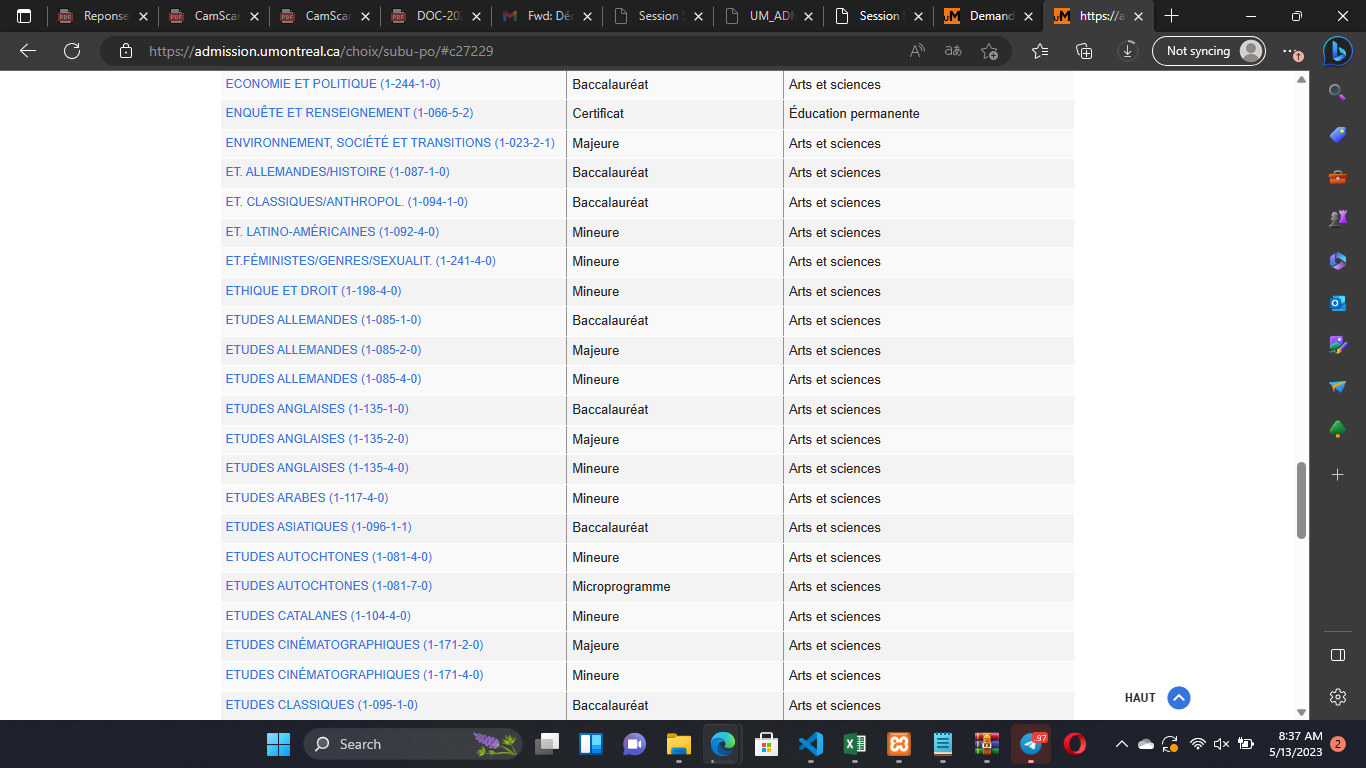 Reponse
CamScar
CamScar
DOC-202
Fwd: Déc
Session S
UM_ADM
Session S
Demand
https://a
https://admission.umontreal.ca/choix/subu-po/#c27229
Not syncing
ECONOMIE ET POLITIQUE (1-244-1-0) Baccalauréat Arts et sciences
ENQUÊTE ET RENSEIGNEMENT (1-066-5-2) Certificat Éducation permanente
ENVIRONNEMENT, SOCIÉTÉ ET TRANSITIONS (1-023-2-1) Majeure Arts et sciences
ET. ALLEMANDES/HISTOIRE (1-087-1-0) Baccalauréat Arts et sciences
ET. CLASSIQUES/ANTHROPOL. (1-094-1-0) Baccalauréat Arts et sciences
ET. LATINO-AMÉRICAINES (1-092-4-0) Mineure Arts et sciences
ET.FÉMINISTES/GENRES/SEXUALIT. (1-241-4-0) Mineure Arts et sciences
ETHIQUE ET DROIT (1-198-4-0) Mineure Arts et sciences
ETUDES ALLEMANDES (1-085-1-0) Baccalauréat Arts et sciences
ETUDES ALLEMANDES (1-085-2-0) Majeure Arts et sciences
ETUDES ALLEMANDES (1-085-4-0) Mineure Arts et sciences
ETUDES ANGLAISES (1-135-1-0) Baccalauréat Arts et sciences
ETUDES ANGLAISES (1-135-2-0) Majeure Arts et sciences
ETUDES ANGLAISES (1-135-4-0) Mineure Arts et sciences
ETUDES ARABES (1-117-4-0) Mineure Arts et sciences
ETUDES ASIATIQUES (1-096-1-1) Baccalauréat Arts et sciences
ETUDES AUTOCHTONES (1-081-4-0) Mineure Arts et sciences
ETUDES AUTOCHTONES (1-081-7-0) Microprogramme Arts et sciences
ETUDES CATALANES (1-104-4-0) Mineure Arts et sciences
ETUDES CINÉMATOGRAPHIQUES (1-171-2-0) Majeure Arts et sciences
ETUDES CINÉMATOGRAPHIQUES (1-171-4-0) Mineure Arts et sciences
ETUDES CLASSIQUES (1-095-1-0) Baccalauréat Arts et sciences
HAUT
Search
97
8:37 AM
5/13/2023
2